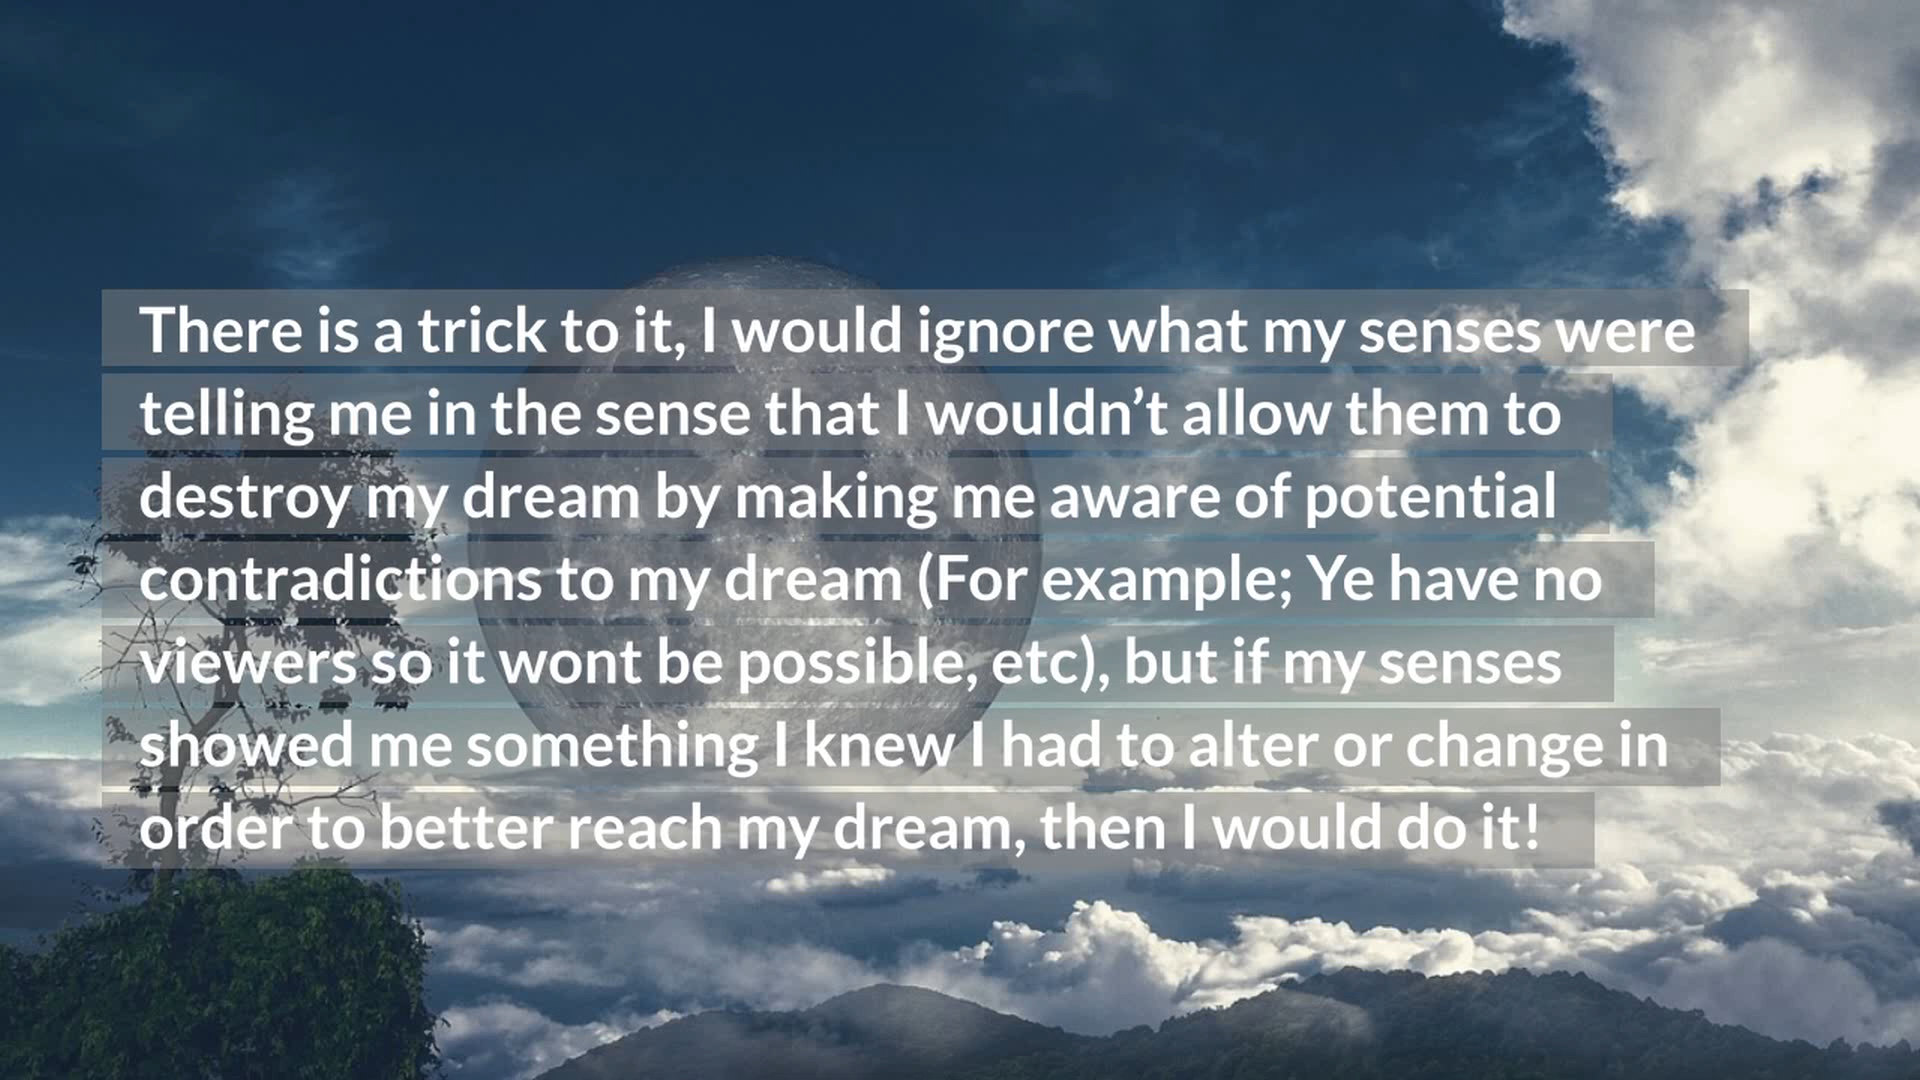 There is a trick to it, I would ignore what my senses were
telling me in the sense that I wouldn’t allow them to
destroy my dream by making me aware of potential
contradictions to my dream (For example; Ye have no
viewers so it wont be possible, etc), but if my senses
showed me something I knew I had to alter or change in
order to better reach my dream, then I would do it!